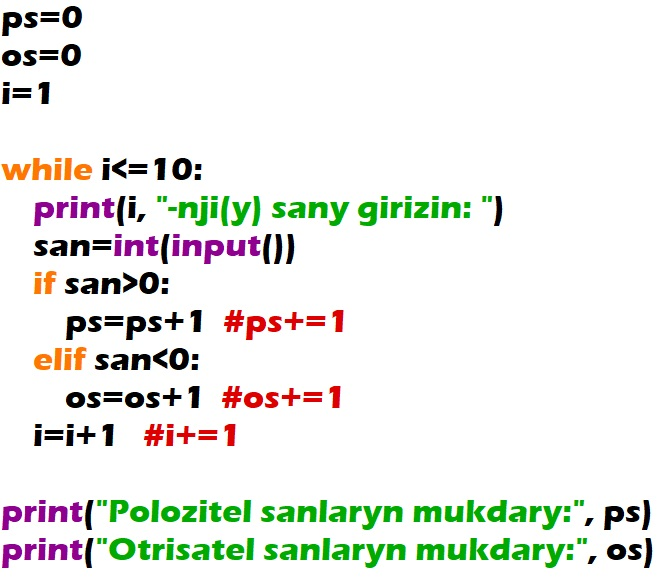 ps=0
os=0
i=1
while i<=10:
print(i, "-nji(y) sany girizin: ")
san=int(input())
if san>0:
ps=ps+1 #ps+=1
elif san<0:
os=os+1 #os+=1
i=i+1 #i+=1
print("Polozitel sanlaryn mukdary:", ps)
print("Otrisatel sanlaryn mukdary:", os)